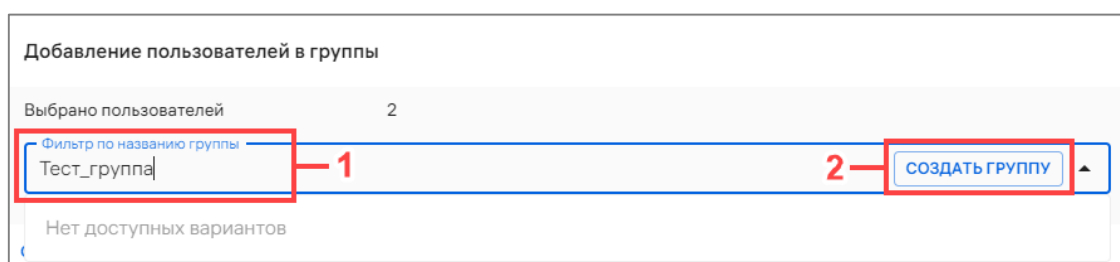 Добавление пользователей в группы
Выбрано пользователей 2
Фильтр по названию группы
Тест_группа 1 2 СОЗДАТЬ ГРУППУ
Нет доступных вариантов